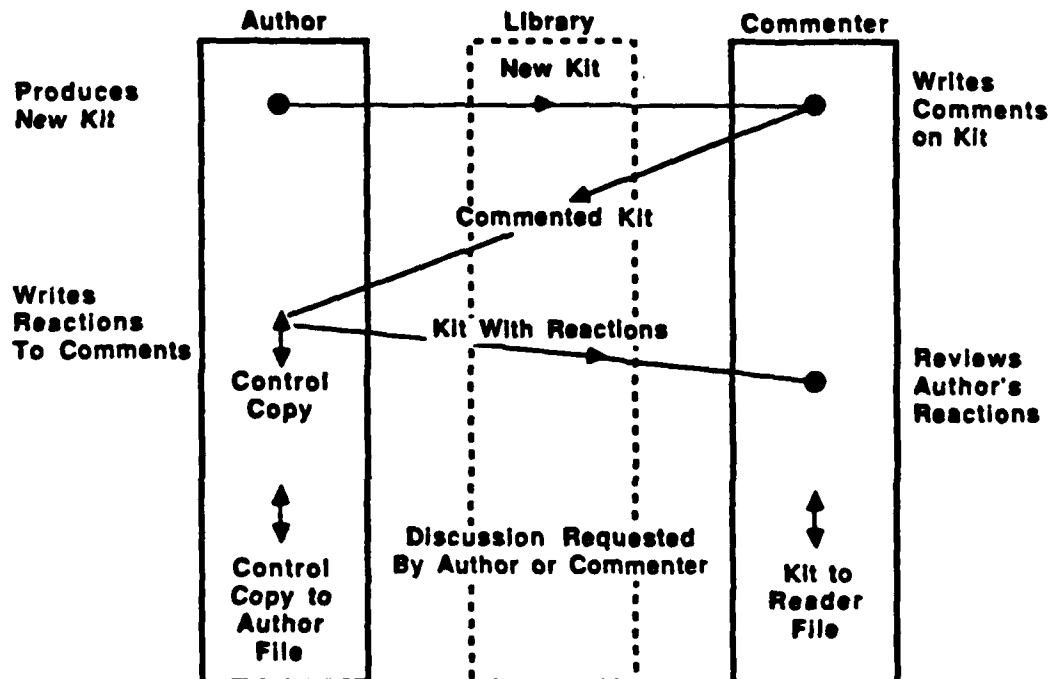 Author
Library
Commenter
New Kit
Produces
New Kit
Writes
Comments
on Kit
Commented Kit
Writes
Reactions
To Comments
Kit With Reactions
Control
Copy
Reviews
Author's
Reactions
Discussion Requested
By Author or Commenter
Control
Copy to
Author
File
Kit to
Reader
File